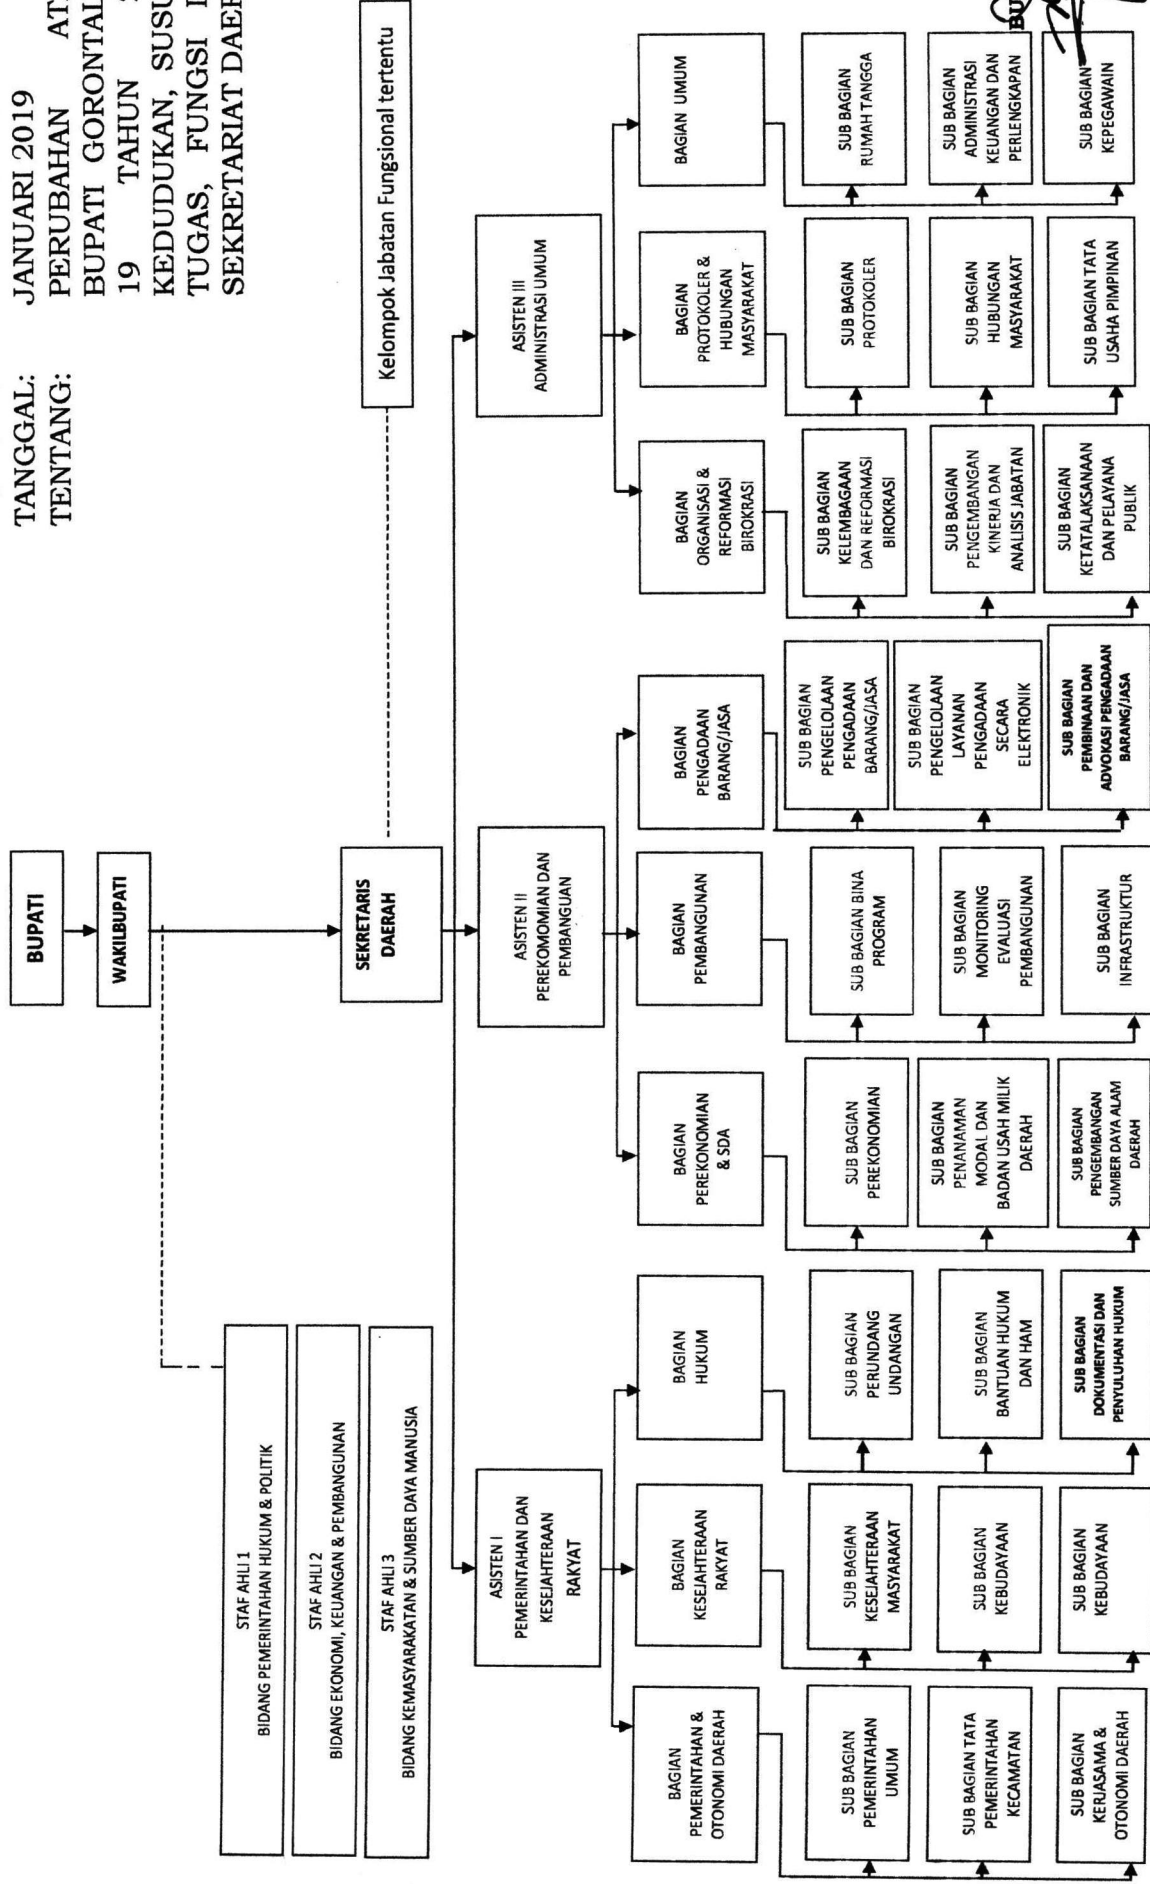 TANGGAL: JANUARI 2019
TENTANG: PERUBAHAN
BUPATI
19 TAHUN
KEDUDUKAN,
TUGAS, FUNGSI
SEKRETARIAT
BUPATI
WAKILBUPATI
STAF AHLI 1
BIDANG PEMERINTAHAN HUKUM & POLITIK
STAF AHLI 2
BIDANG EKONOMI, KEUANGAN & PEMBANGUNAN
STAF AHLI 3
BIDANG KEMASYARAKATAN & SUMBER DAYA MANUSIA
SEKRETARIS
DAERAH
Kelompok Jabatan Fungsional tertentu
ASISTEN I
PEMERINTAHAN DAN
KESEJAHTERAAN
RAKYAT
ASISTEN II
PEREKOMOMIAN DAN
PEMBANGUAN
ASISTEN III
ADMINISTRASI UMUM
BAGIAN
PEMERINTAHAN &
OTONOMI DAERAH
BAGIAN
KESEJAHTERAAN
RAKYAT
BAGIAN
HUKUM
BAGIAN
PEREKONOMIAN
& SDA
BAGIAN
PEMBANGUNAN
BAGIAN
PENGADAAN
BARANG/JASA
BAGIAN
ORGANISASI &
REFORMASI
BIROKRASI
BAGIAN
PROTOKOLER &
HUBUNGAN
MASYARAKAT
BAGIAN UMUM
SUB BAGIAN
PEMERINTAHAN
UMUM
SUB BAGIAN
KESEJAHTERAAN
MASYARAKAT
SUB BAGIAN
PERUNDANG
UNDANGAN
SUB BAGIAN
PEREKONOMIAN
SUB BAGIAN BINA
PROGRAM
SUB BAGIAN
PENGELOLAAN
PENGADAAN
BARANG/JASA
SUB BAGIAN
KELEMBAGAAN
DAN REFORMASI
BIROKRASI
SUB BAGIAN
PROTOKOLER
SUB BAGIAN
RUMAH TANGGA
SUB BAGIAN TATA
PEMERINTAHAN
KECAMATAN
SUB BAGIAN
KEBUDAYAAN
SUB BAGIAN
BANTUAN HUKUM
DAN HAM
SUB BAGIAN
PENANAMAN
MODAL DAN
BADAN USAH MILIK
DAERAH
SUB BAGIAN
MONITORING
EVALUASI
PEMBANGUNAN
SUB BAGIAN
PENGELOLAAN
LAYANAN
PENGADAAN
SECARA
ELEKTRONIK
SUB BAGIAN
PENGEMBANGAN
KINERJA DAN
ANALISIS JABATAN
SUB BAGIAN
HUBUNGAN
MASYARAKAT
SUB BAGIAN
ADMINISTRASI
KEUANGAN DAN
PERLENGKAPAN
SUB BAGIAN
KERJASAMA &
OTONOMI DAERAH
SUB BAGIAN
KEBUDAYAAN
SUB BAGIAN
DOKUMENTASI DAN
PENYULUHAN HUKUM
SUB BAGIAN
PENGEMBANGAN
SUMBER DAYA ALAM
DAERAH
SUB BAGIAN
INFRASTRUKTUR
SUB BAGIAN
PEMBINAAN DAN
ADVOKASI PENGADAAN
BARANG/JASA
SUB BAGIAN
KETATALAKSANAAN
DAN PELAYANA
PUBLIK
SUB BAGIAN TATA
USAHA PIMPINAN
SUB BAGIAN
KEPEGAWAIN